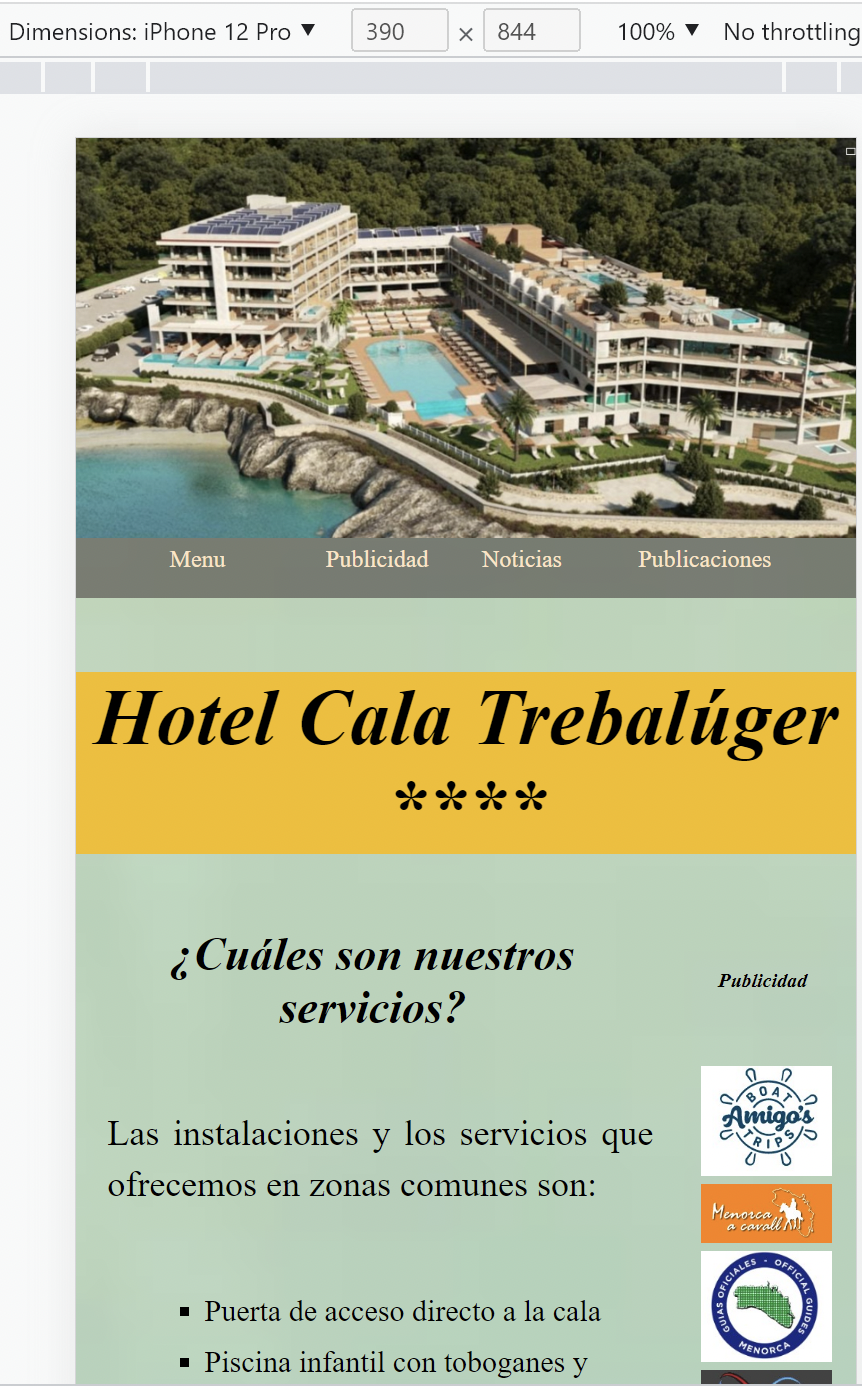 Dimensions: iPhone 12 Pro ▼ 390 × 844 100% ▼ No throttling
Menu Publicidad Noticias Publicaciones
Hotel Cala Trebalúger
****
¿Cuáles son nuestros
servicios?
Publicidad
Las instalaciones y los servicios que
ofrecemos en zonas comunes son:
▪ Puerta de acceso directo a la cala
▪ Piscina infantil con toboganes y
BOAT
Amigo's
TRIPS
Menorca
a cavall
GUIAS OFICIALES · OFFICIAL GUIDES
MENORCA